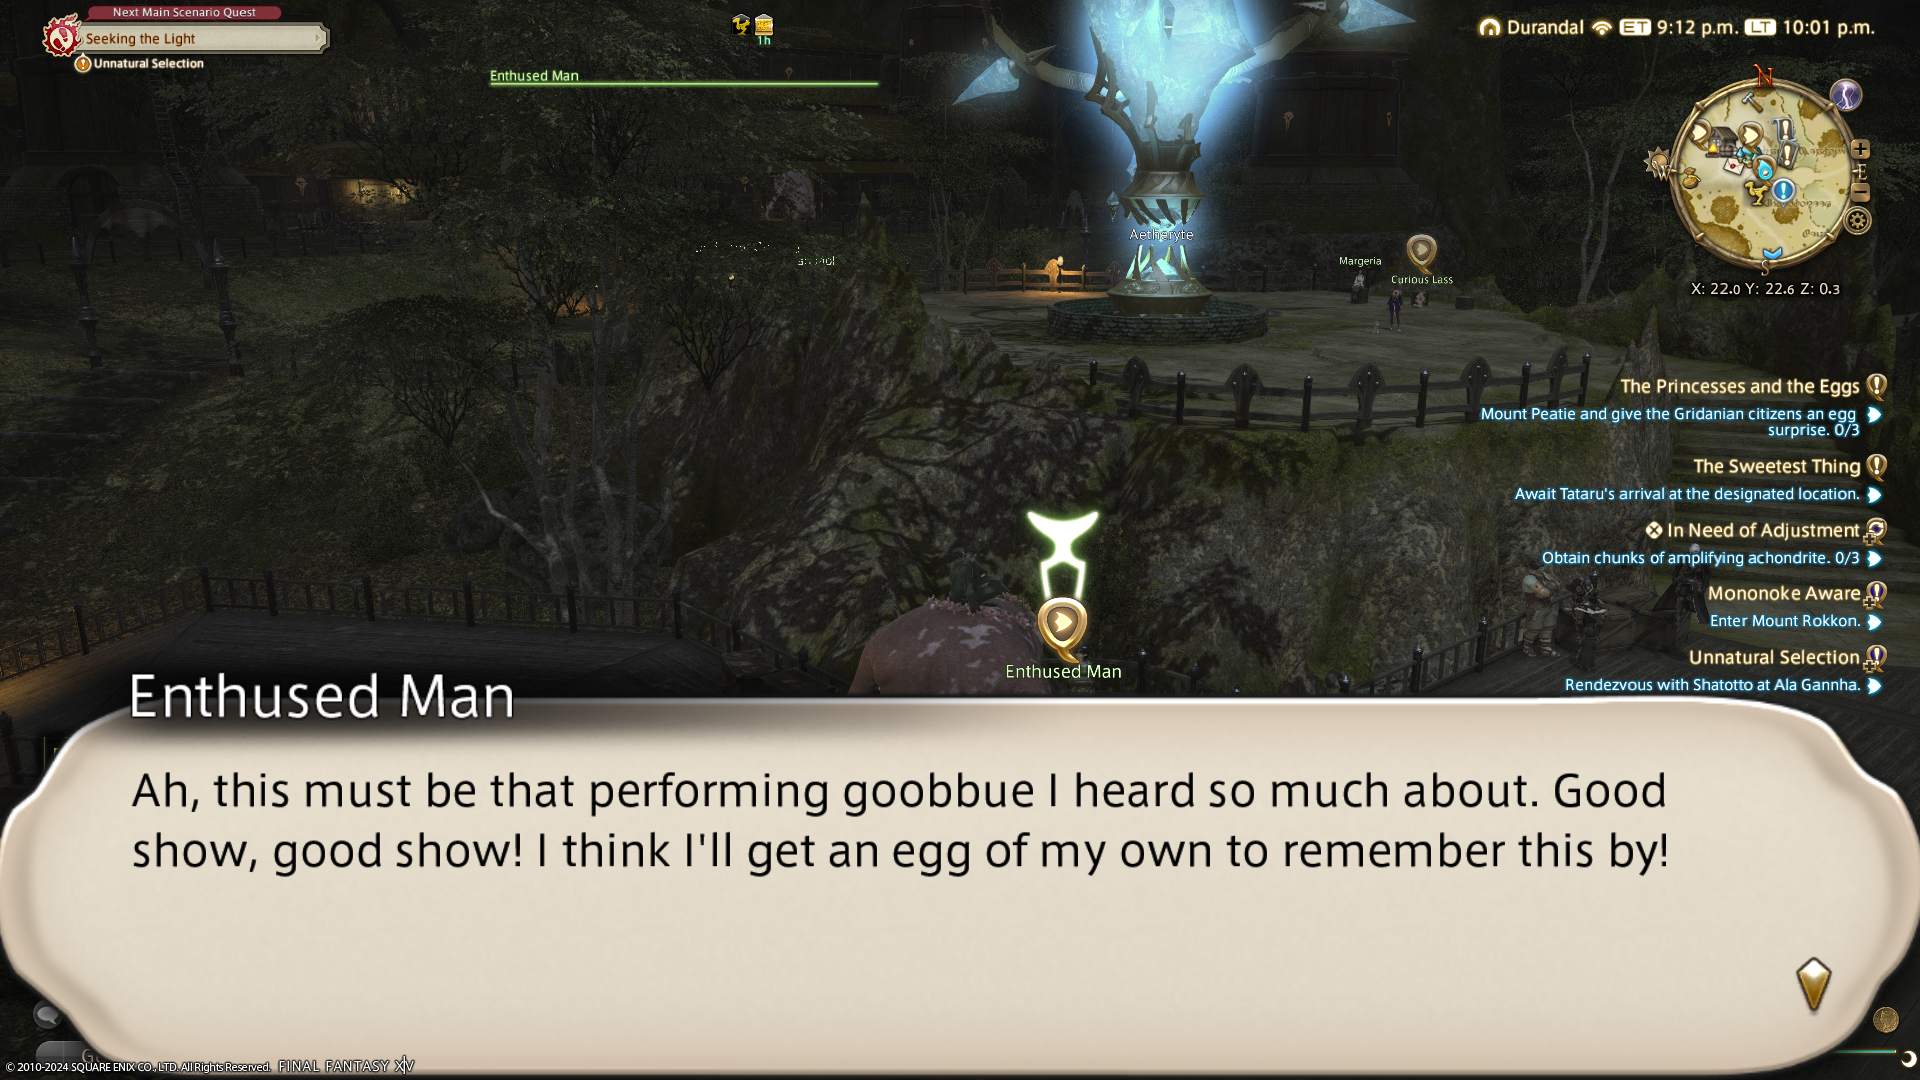 Next Main Scenario Quest
Seeking the Light
Unnatural Selection
1h
Enthused Man
Durandal ET 9:12 p.m. LT 10:01 p.m.
N
W
E
S
X: 22.0 Y: 22.6 Z: 0.3
Aetheryte
Margeria
Curious Lass
The Princesses and the Eggs
Mount Peatie and give the Gridanian citizens an egg
surprise. 0/3
The Sweetest Thing
Await Tataru's arrival at the designated location.
In Need of Adjustment
Obtain chunks of amplifying achondrite. 0/3
Mononoke Aware
Enter Mount Rokkon.
Unnatural Selection
Rendezvous with Shatotto at Ala Gannha.
Enthused Man
Enthused Man
Ah, this must be that performing goobbue I heard so much about. Good
show, good show! I think I'll get an egg of my own to remember this by!
© 2010-2024 SQUARE ENIX CO., LTD. All Rights Reserved. FINAL FANTASY XIV